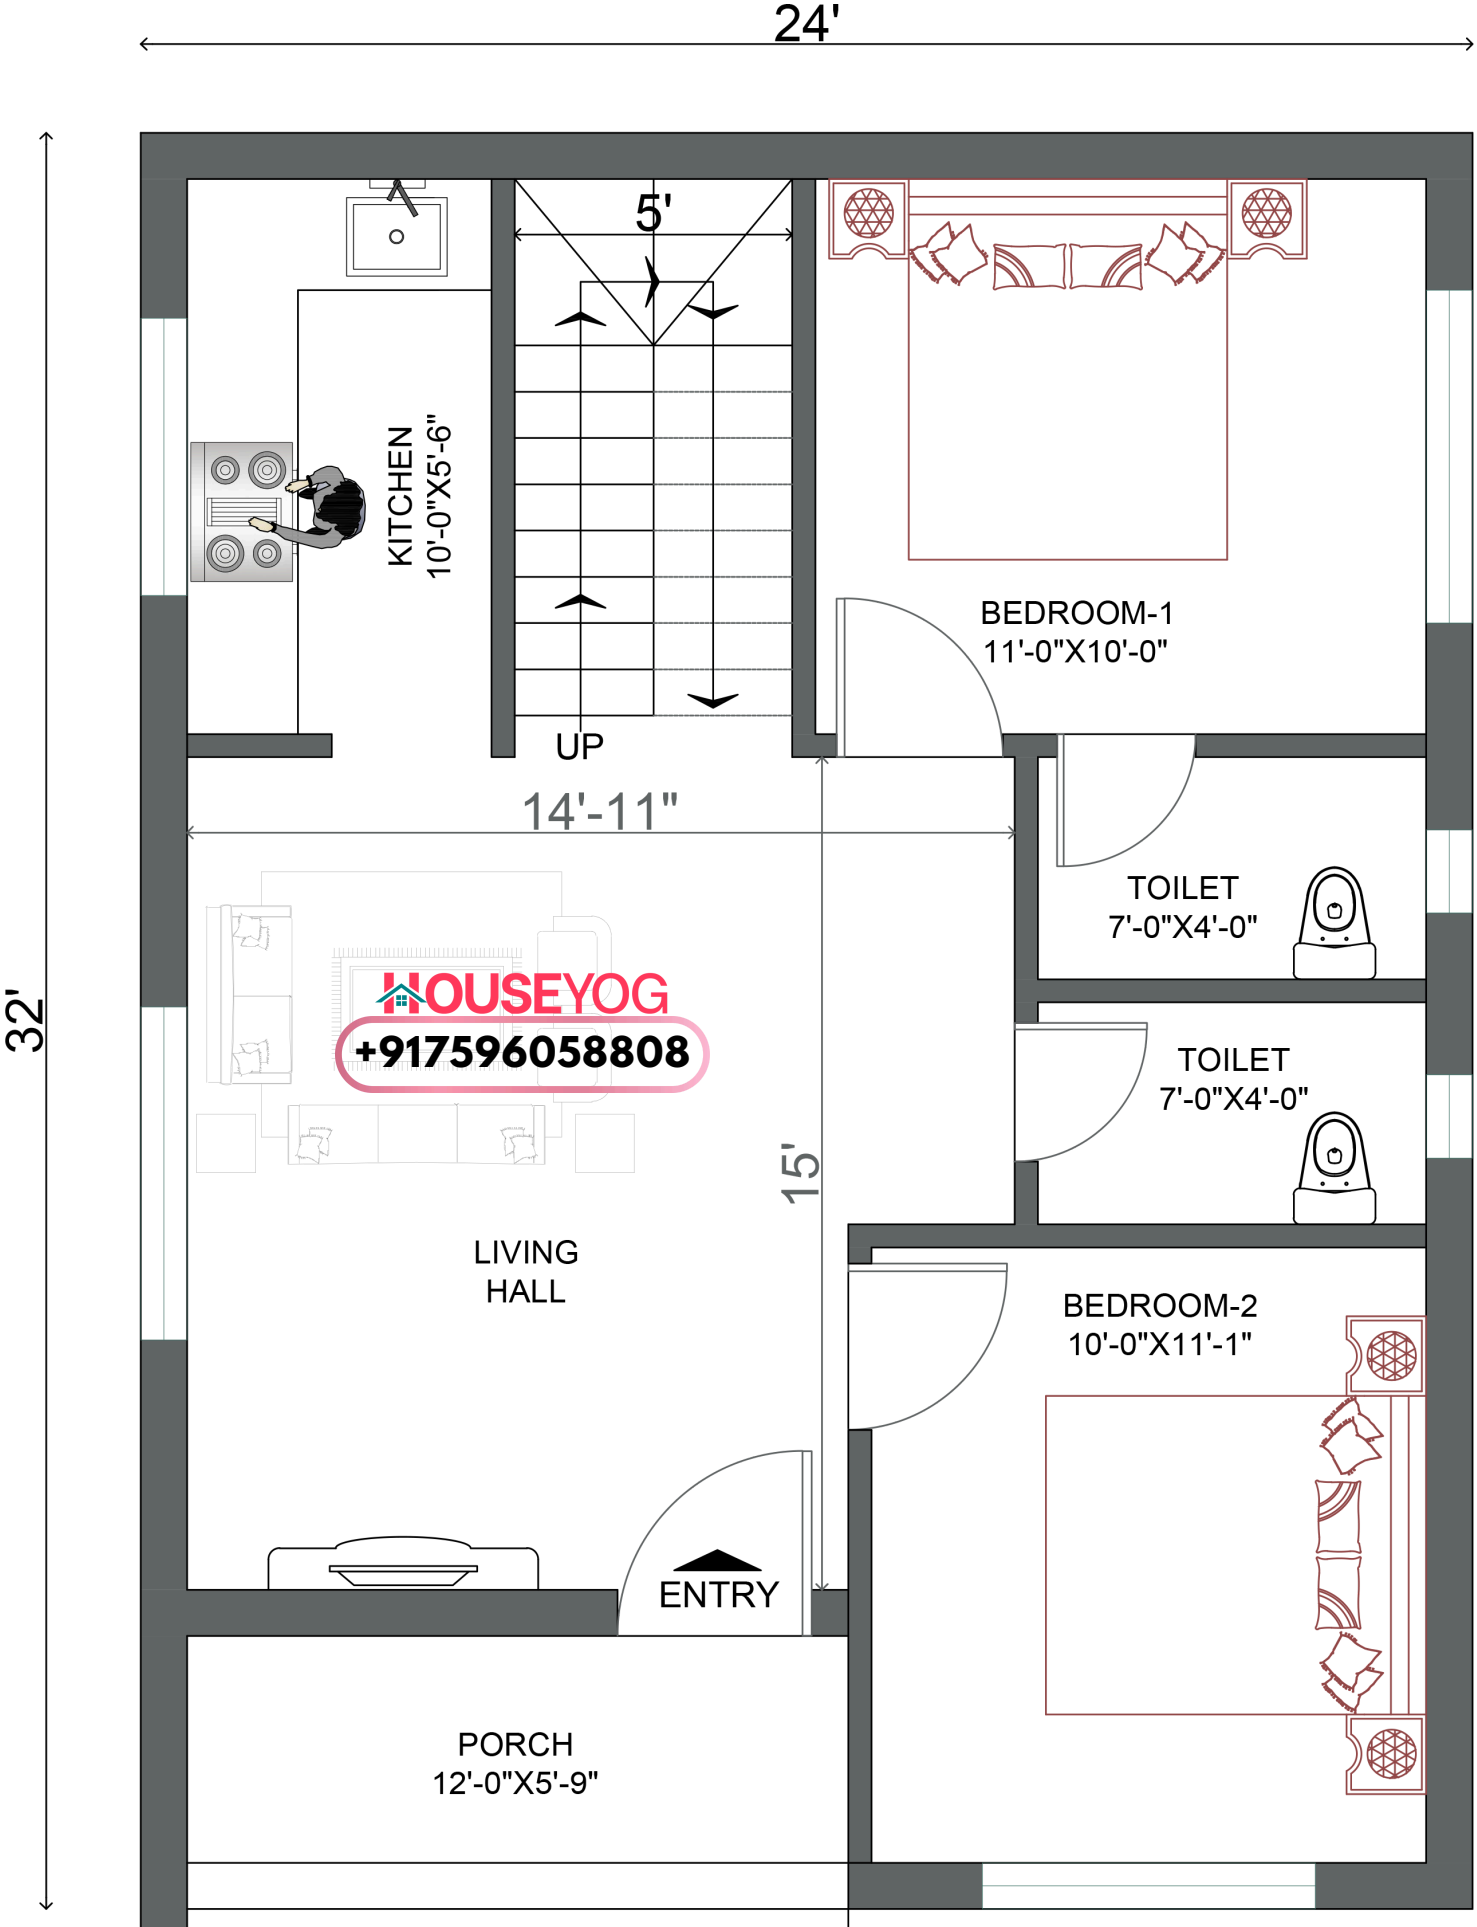 24'
5'
KITCHEN
10'-0"X5'-6"
BEDROOM-1
11'-0"X10'-0"
UP
14'-11"
TOILET
7'-0"X4'-0"
HOUSEYOG
+917596058808
32'
TOILET
7'-0"X4'-0"
15'
LIVING
HALL
BEDROOM-2
10'-0"X11'-1"
ENTRY
PORCH
12'-0"X5'-9"